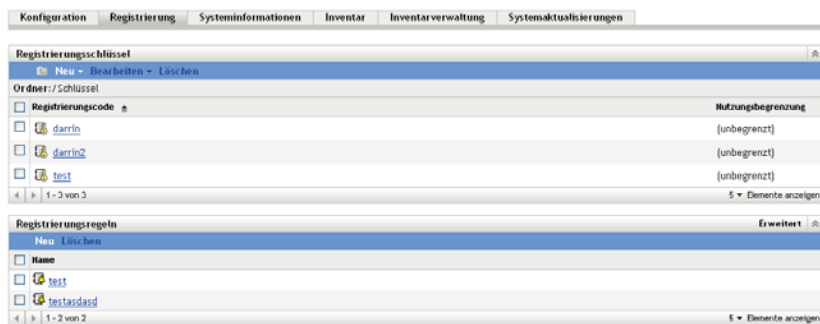 Konfiguration Registrierung Systeminformationen Inventar Inventarverwaltung Systemaktualisierungen
Registrierungsschlüssel
Neu Bearbeiten Löschen
Ordner:/Schlüssel
Registrierungscode Nutzungsbegrenzung
darrin (unbegrenzt)
darrin2 (unbegrenzt)
test (unbegrenzt)
1 - 3 von 3 5 Elemente anzeigen
Registrierungsregeln Erweitert
Neu Löschen
Name
test
testasdasd
1 - 2 von 2 5 Elemente anzeigen